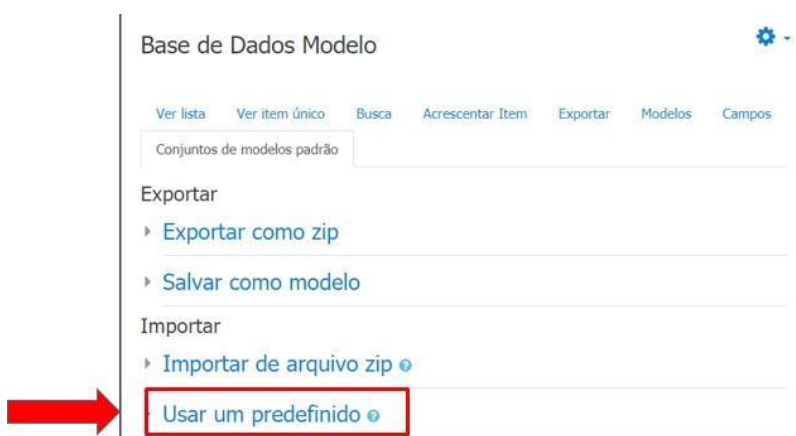 Base de Dados Modelo
Ver lista Ver item único Busca Acrescentar Item Exportar Modelos Campos
Conjuntos de modelos padrão
Exportar
Exportar como zip
Salvar como modelo
Importar
Importar de arquivo zip
Usar um predefinido